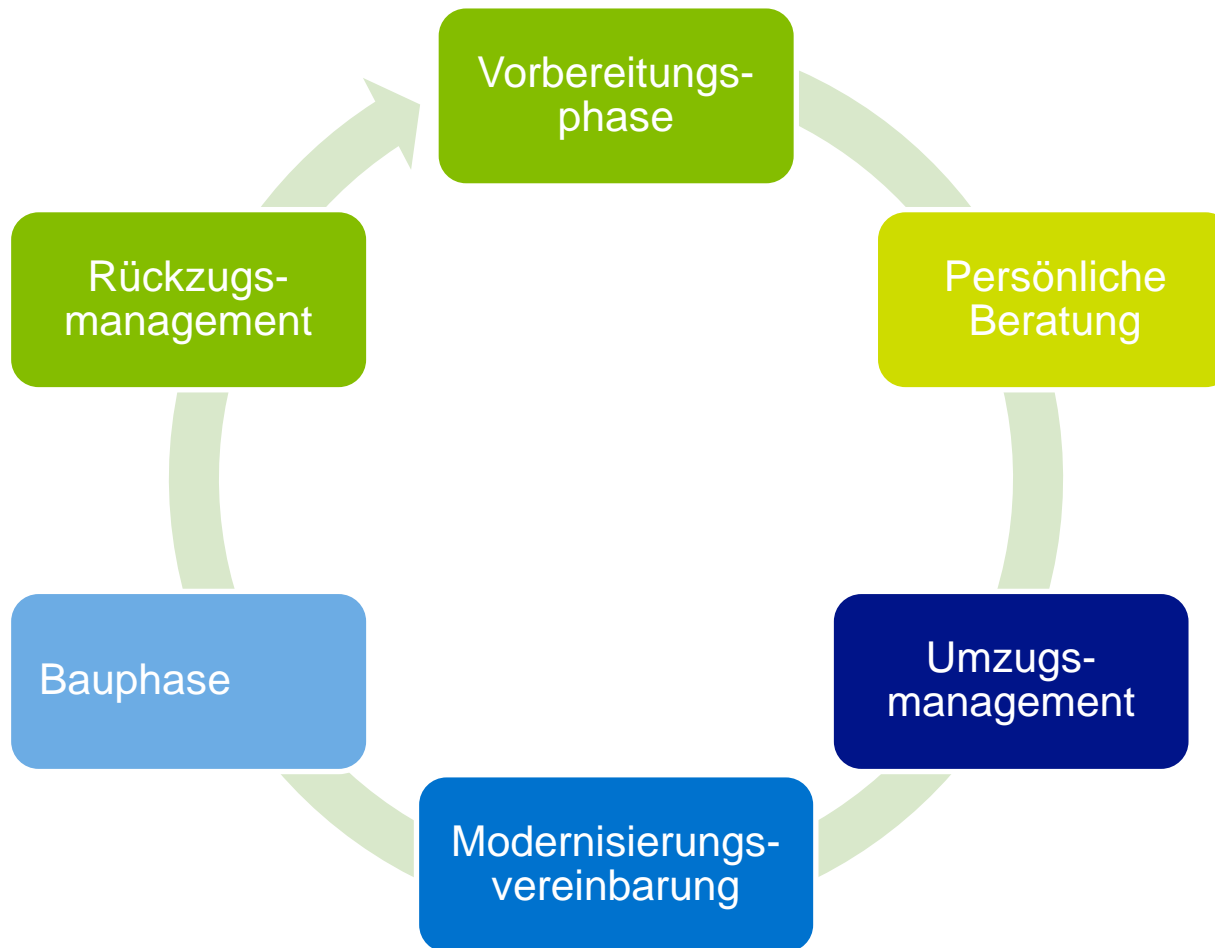 Vorbereitungs-
phase
Persönliche
Beratung
Umzugs-
management
Modernisierungs-
vereinbarung
Bauphase
Rückzugs-
management